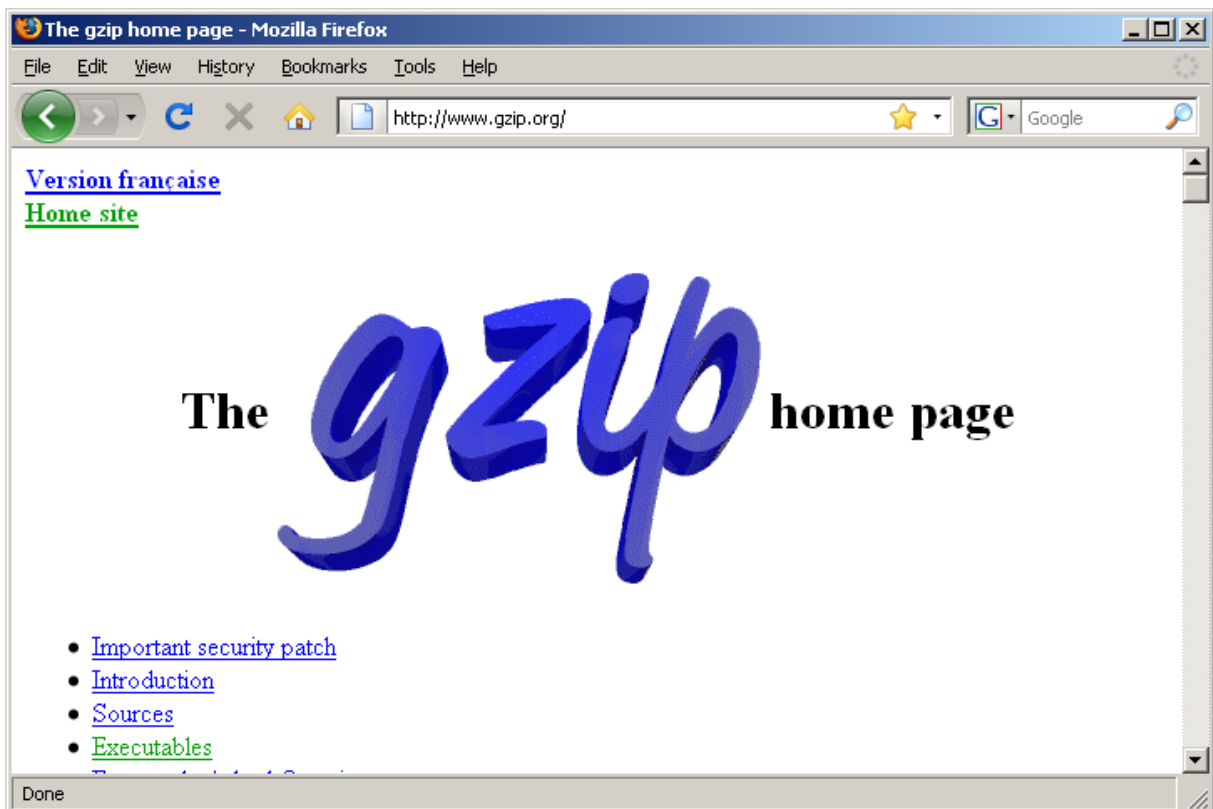 The gzip home page - Mozilla Firefox
File Edit View History Bookmarks Tools Help
http://www.gzip.org/ Google
Version française
Home site
The gzip home page
Important security patch
Introduction
Sources
Executables
Done